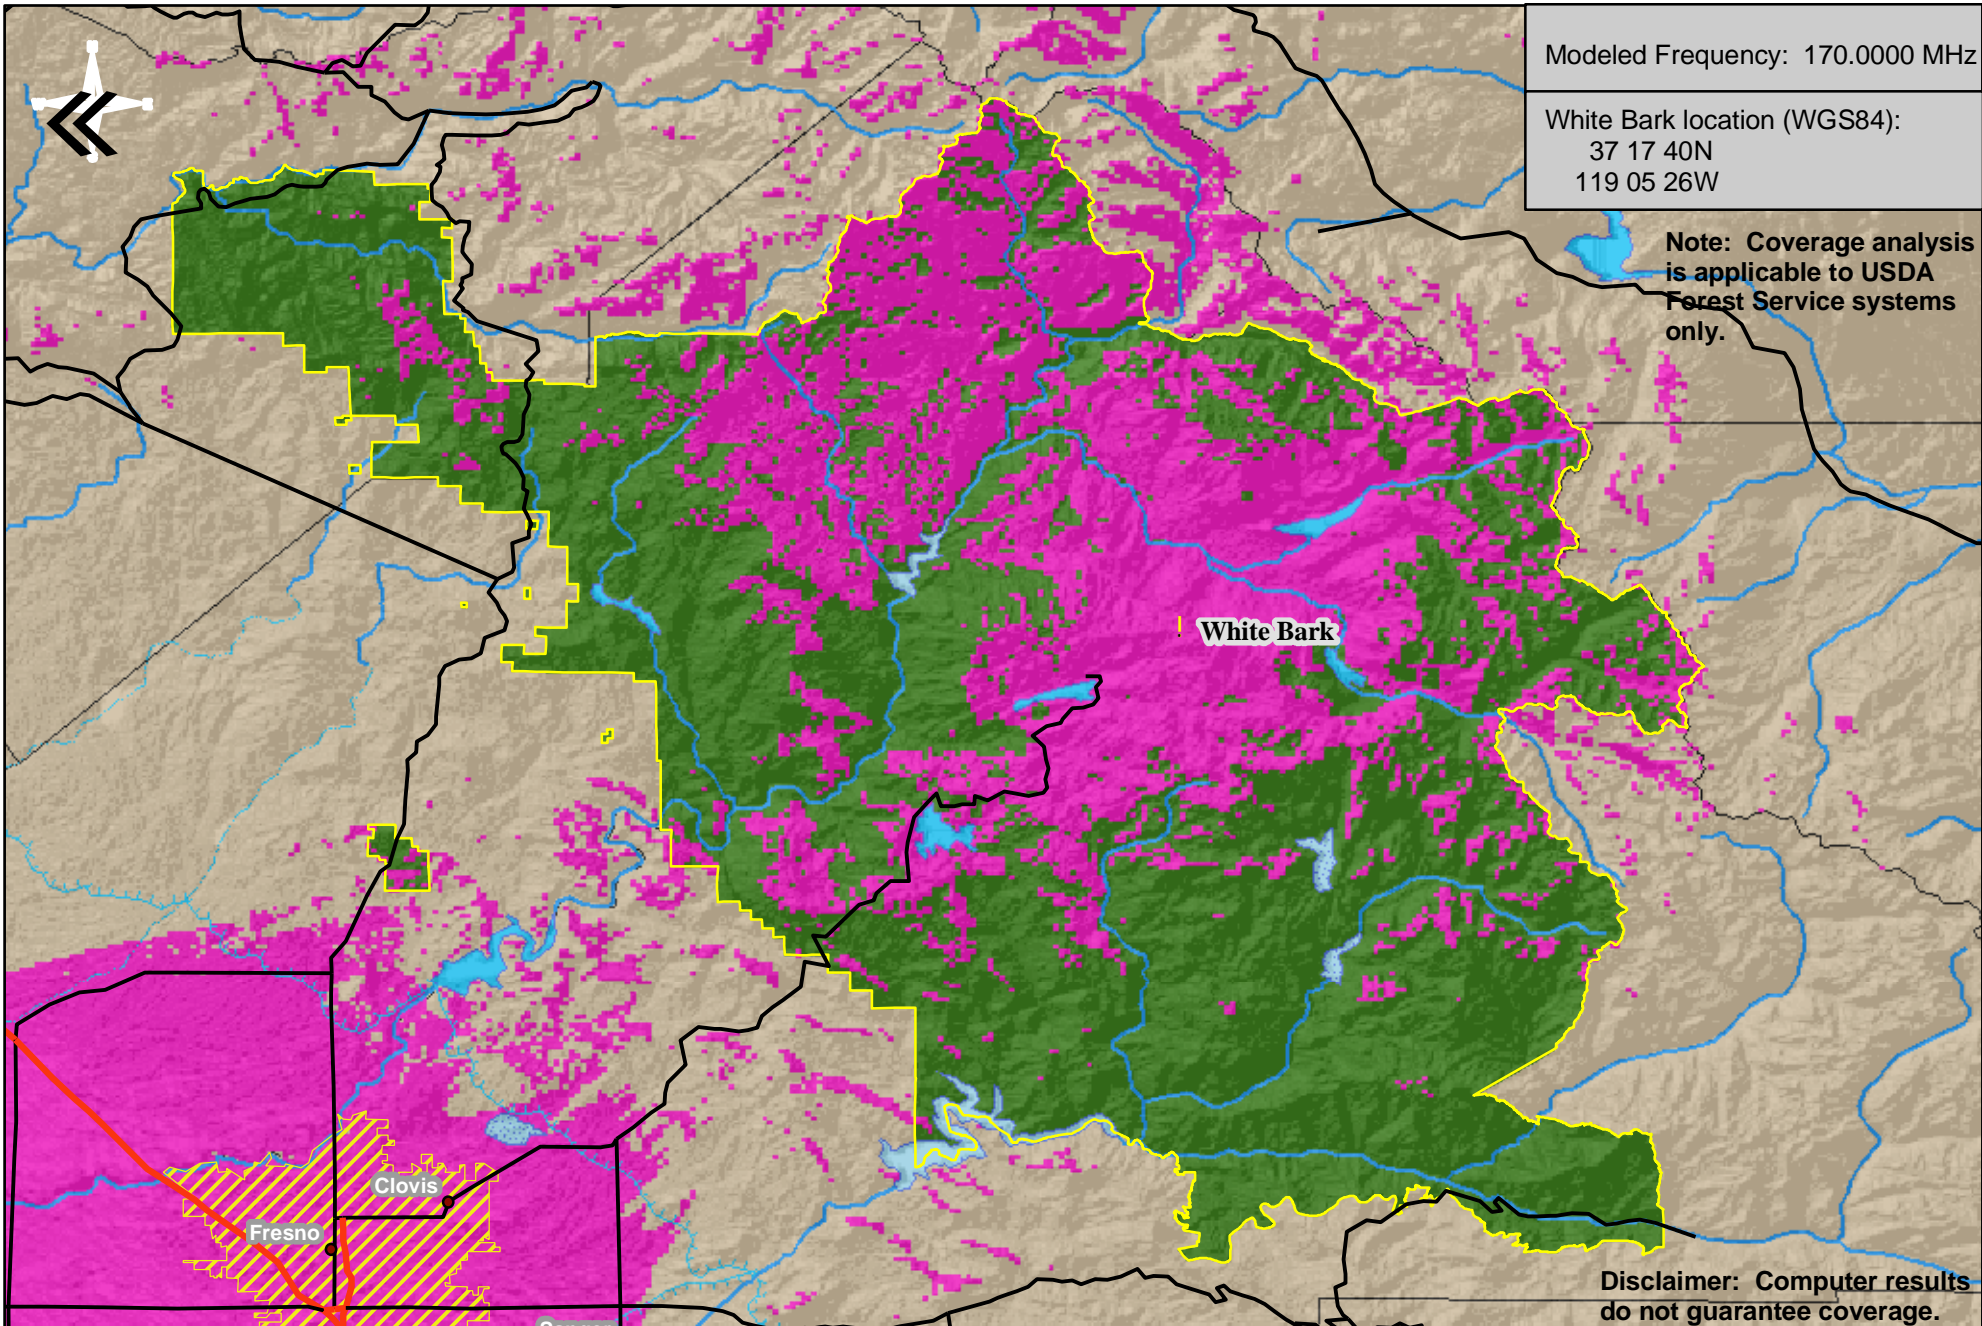 Modeled Frequency: 170.0000 MHz
White Bark location (WGS84):
37 17 40N
119 05 26W
Note: Coverage analysis
is applicable to USDA
Forest Service systems
only.
White Bark
Clovis
Fresno
Disclaimer: Computer results
do not guarantee coverage.